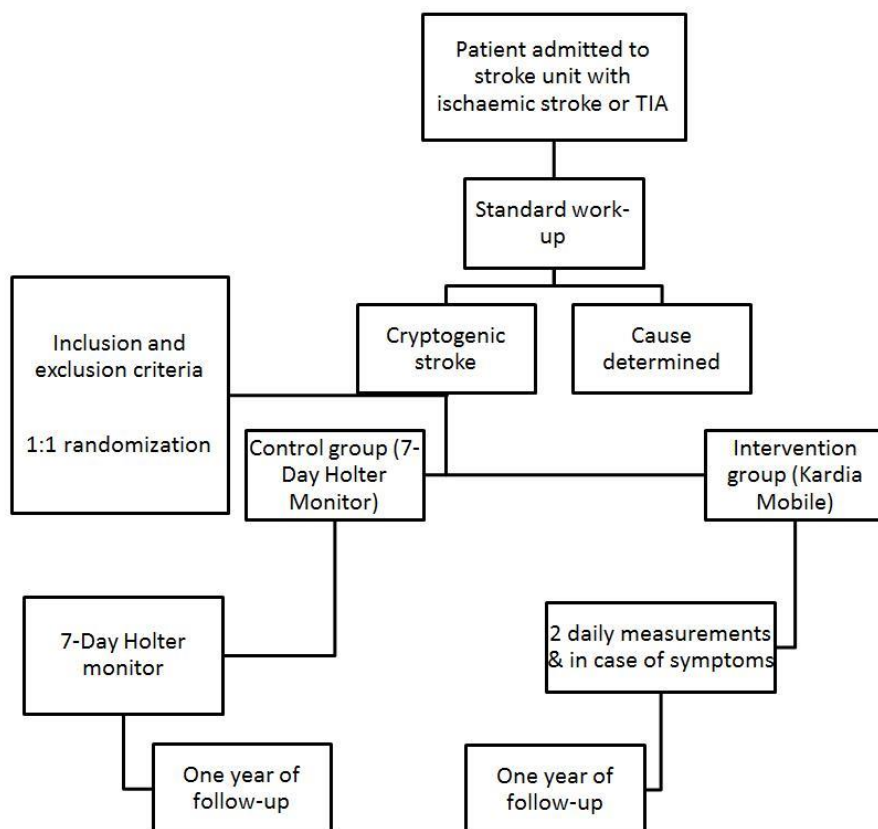 Patient admitted to
stroke unit with
ischaemic stroke or TIA
Standard work-
up
Cryptogenic
stroke
Cause
determined
Inclusion and
exclusion criteria
1:1 randomization
Control group (7-
Day Holter
Monitor)
Intervention
group (Kardia
Mobile)
7-Day Holter
monitor
2 daily measurements
& in case of symptoms
One year of
follow-up
One year of
follow-up